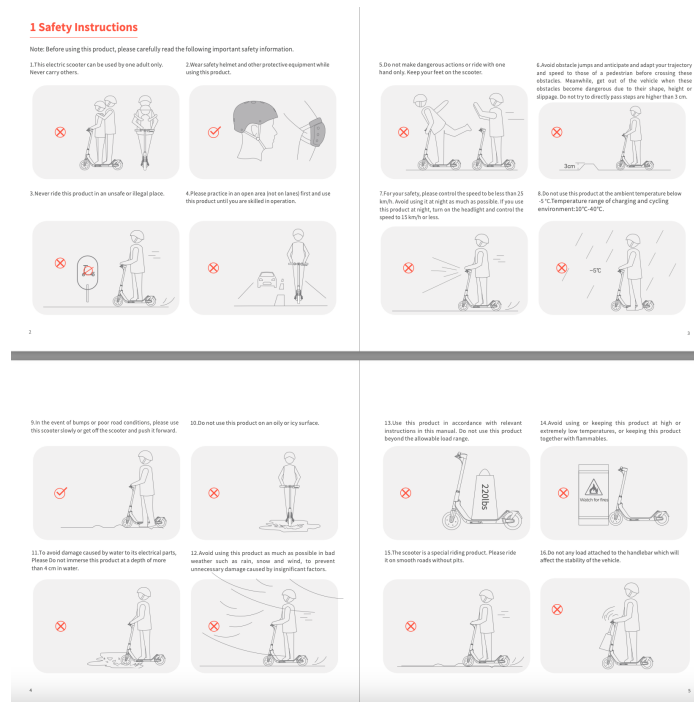 1 Safety Instructions
Note: Before using this product, please carefully read the following important safety information.
1.This electric scooter can be used by one adult only.
Never carry others.
2.Wear safety helmet and other protective equipment while
using this product.
3.Never ride this product in an unsafe or illegal place.
4.Please practice in an open area (not on lanes) first and use
this product until you are skilled in operation.
2
5.Do not make dangerous actions or ride with one
hand only. Keep your feet on the scooter.
6.Avoid obstacle jumps and anticipate and adapt your trajectory
and speed to those of a pedestrian before crossing these
obstacles. Meanwhile, get out of the vehicle when these
obstacles become dangerous due to their shape, height or
slippage. Do not try to directly pass steps are higher than 3 cm.
3cm
7.For your safety, please control the speed to be less than 25
km/h. Avoid using it at night as much as possible. If you use
this product at night, turn on the headlight and control the
speed to 15 km/h or less.
8.Do not use this product at the ambient temperature below
-5 °C.Temperature range of charging and cycling
environment:10°C-40°C.
-5℃
3
9.In the event of bumps or poor road conditions, please use
this scooter slowly or get off the scooter and push it forward.
10.Do not use this product on an oily or icy surface.
11.To avoid damage caused by water to its electrical parts,
Please Do not immerse this product at a depth of more
than 4 cm in water.
12.Avoid using this product as much as possible in bad
weather such as rain, snow and wind, to prevent
unnecessary damage caused by insignificant factors.
4
13.Use this product in accordance with relevant
instructions in this manual. Do not use this product
beyond the allowable load range.
220lbs
14.Avoid using or keeping this product at high or
extremely low temperatures, or keeping this product
together with flammables.
Watch for fires
15.The scooter is a special riding product. Please ride
it on smooth roads without pits.
16.Do not any load attached to the handlebar which will
affect the stability of the vehicle.
5